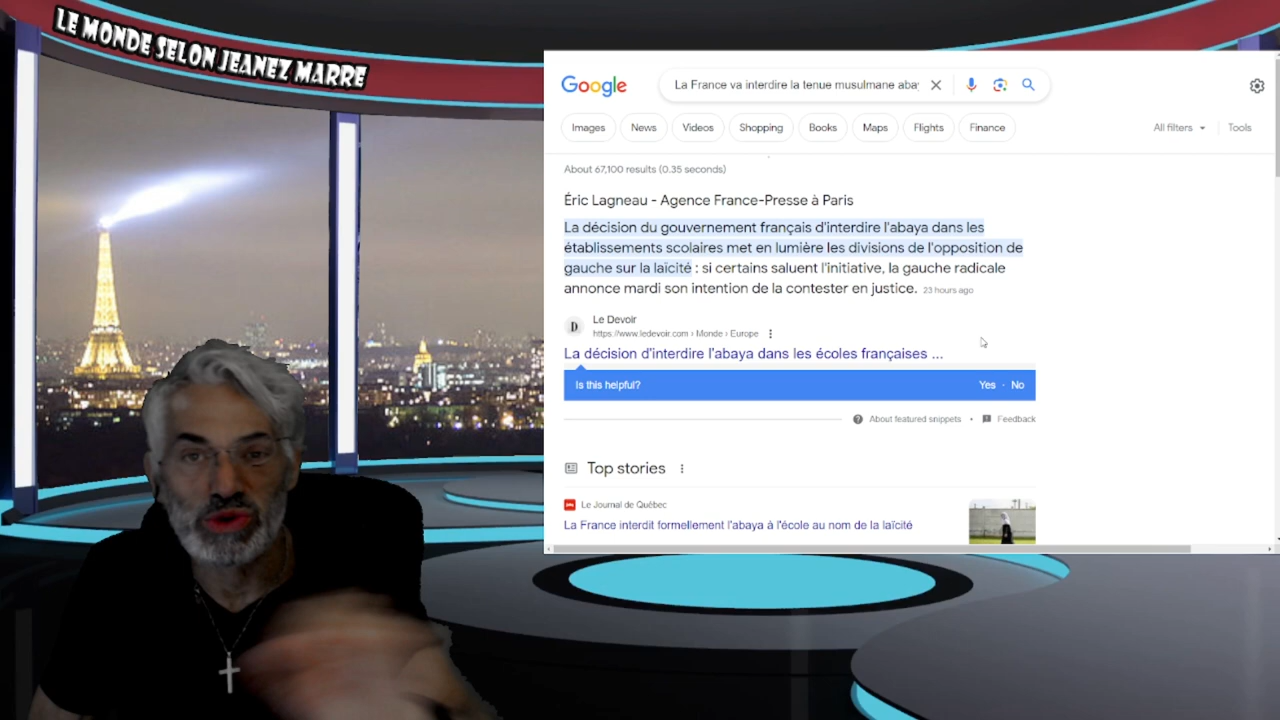 LE MONDE SELON JEANEZ MARRE
Google
La France va interdire la tenue musulmane aba
Images
News
Videos
Shopping
Books
Maps
Flights
Finance
All filters
Tools
About 67,100 results (0.35 seconds)
Éric Lagneau - Agence France-Presse à Paris
La décision du gouvernement français d'interdire l'abaya dans les
établissements scolaires met en lumière les divisions de l'opposition de
gauche sur la laïcité : si certains saluent l'initiative, la gauche radicale
annonce mardi son intention de la contester en justice. 23 hours ago
D
Le Devoir
https://www.ledevoir.com › Monde › Europe
La décision d'interdire l'abaya dans les écoles françaises ...
Is this helpful?
Yes · No
About featured snippets • Feedback
Top stories
Le Journal de Québec
La France interdit formellement l'abaya à l'école au nom de la laïcité